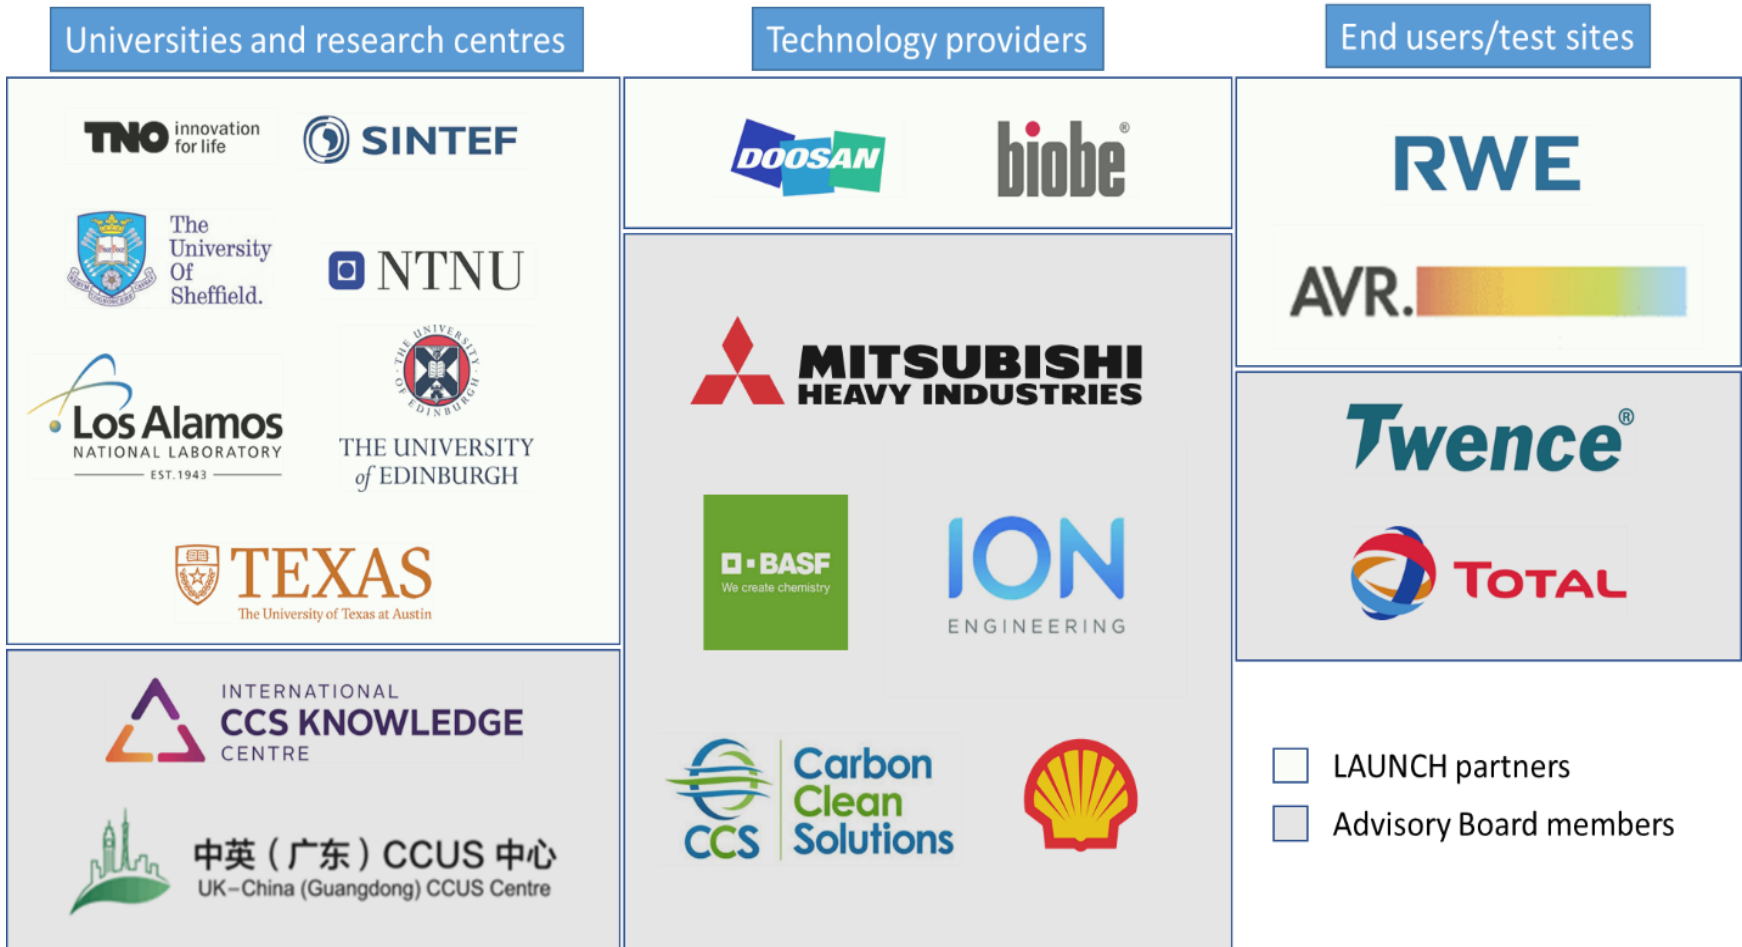 Universities and research centres
TNO innovation
for life
SINTEF
The
University
Of
Sheffield.
NTNU
Los Alamos
NATIONAL LABORATORY
EST.1943
THE UNIVERSITY OF EDINBURGH
THE UNIVERSITY
of EDINBURGH
TEXAS
The University of Texas at Austin
INTERNATIONAL
CCS KNOWLEDGE
CENTRE
中英（广东）CCUS 中心
UK-China (Guangdong) CCUS Centre
Technology providers
DOOSAN
biobe®
MITSUBISHI
HEAVY INDUSTRIES
BASF
We create chemistry
ION
ENGINEERING
CCS
Carbon
Clean
Solutions
End users/test sites
RWE
AVR.
Twence®
TOTAL
LAUNCH partners
Advisory Board members